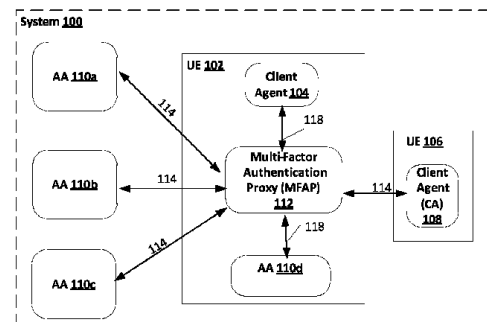 System 100
AA 110a
AA 110b
AA 110c
114
114
114
UE 102
Client
Agent 104
118
Multi-Factor
Authentication
Proxy (MFAP)
112
118
AA 110d
114
UE 106
Client
Agent
(CA)
108